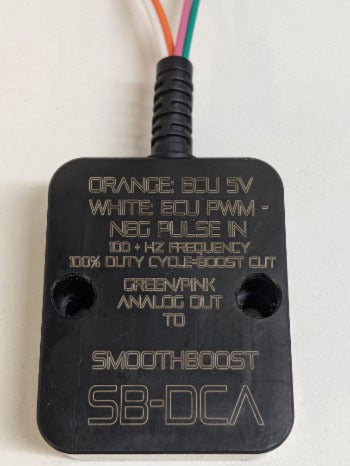 ORANGE: ECU 5V
WHITE: ECU PWM -
NEG PULSE IN
100 + HZ FREQUENCY
100% DUTY CYCLE=BOOST CUT
GREEN/PINK
ANALOG OUT
TO
SMOOTHBOOST
SB-DCA